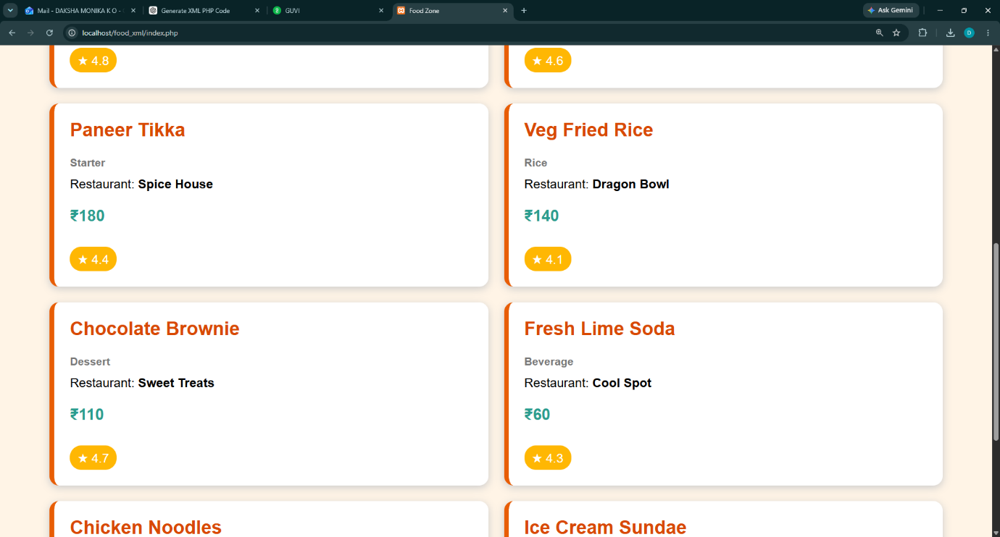 Mail - DAKSHA MONIKA K O -
Generate XML PHP Code
GUVI
Food Zone
Ask Gemini
localhost/food_xml/index.php
D
★ 4.8
★ 4.6
Paneer Tikka
Starter
Restaurant: Spice House
₹180
★ 4.4
Veg Fried Rice
Rice
Restaurant: Dragon Bowl
₹140
★ 4.1
Chocolate Brownie
Dessert
Restaurant: Sweet Treats
₹110
★ 4.7
Fresh Lime Soda
Beverage
Restaurant: Cool Spot
₹60
★ 4.3
Chicken Noodles
Ice Cream Sundae